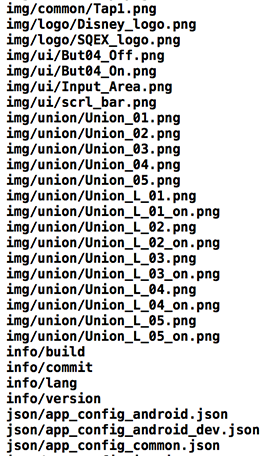 img/common/Tap1.png
img/logo/Disney_logo.png
img/logo/SQEX_logo.png
img/ui/But04_Off.png
img/ui/But04_On.png
img/ui/Input_Area.png
img/ui/scrl_bar.png
img/union/Union_01.png
img/union/Union_02.png
img/union/Union_03.png
img/union/Union_04.png
img/union/Union_05.png
img/union/Union_L_01.png
img/union/Union_L_01_on.png
img/union/Union_L_02.png
img/union/Union_L_02_on.png
img/union/Union_L_03.png
img/union/Union_L_03_on.png
img/union/Union_L_04.png
img/union/Union_L_04_on.png
img/union/Union_L_05.png
img/union/Union_L_05_on.png
info/build
info/commit
info/lang
info/version
json/app_config_android.json
json/app_config_android_dev.json
json/app_config_common.json